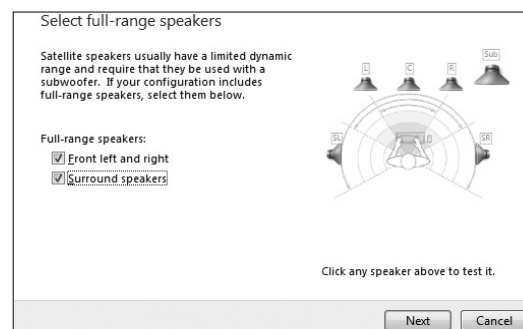 Select full-range speakers
Satellite speakers usually have a limited dynamic
range and require that they be used with a
subwoofer. If your configuration includes
full-range speakers, select them below.
Full-range speakers:
Front left and right
Surround speakers
L
C
R
Sub
SL
SR
Click any speaker above to test it.
Next
Cancel